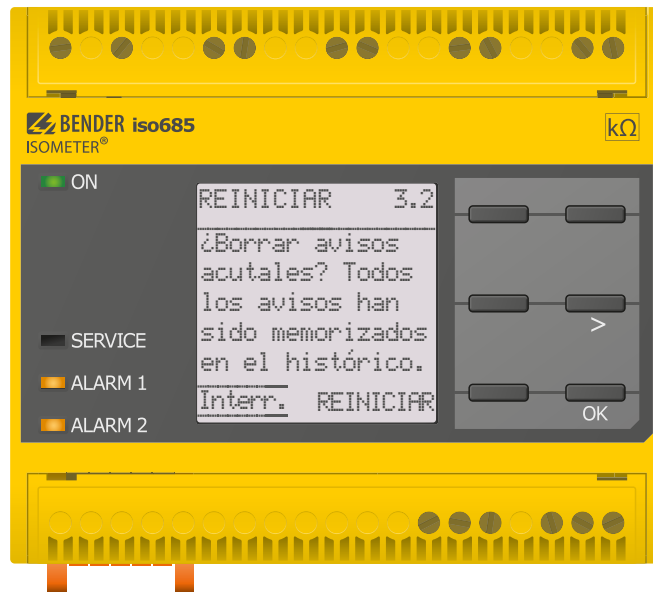 BENDER iso685
ISOMETER®
kΩ
ON
REINICIAR 3.2
¿Borrar avisos
acutales? Todos
los avisos han
sido memorizados
en el histórico.
Interr. REINICIAR
SERVICE
ALARM 1
ALARM 2
>
OK